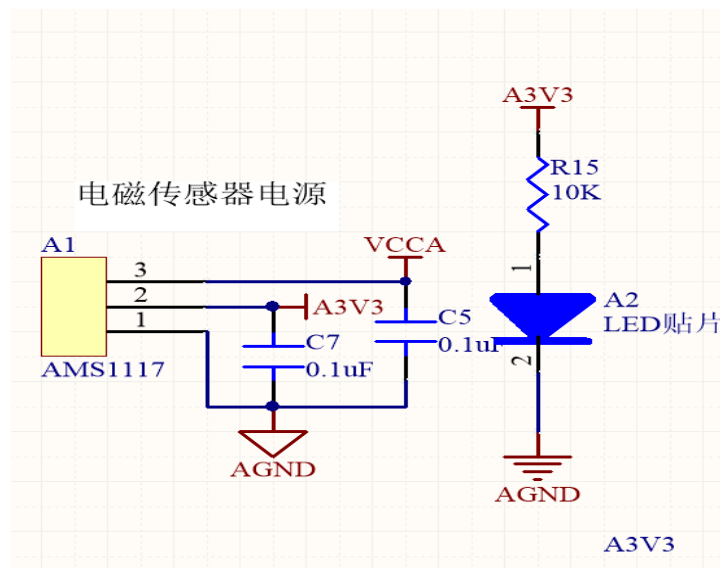 A3V3
R15
10K
1
A2
LED贴片
2
AGND
电磁传感器电源
A1
3
2
1
AMS1117
VCCA
A3V3
C5
0.1uF
C7
0.1uF
AGND
A3V3